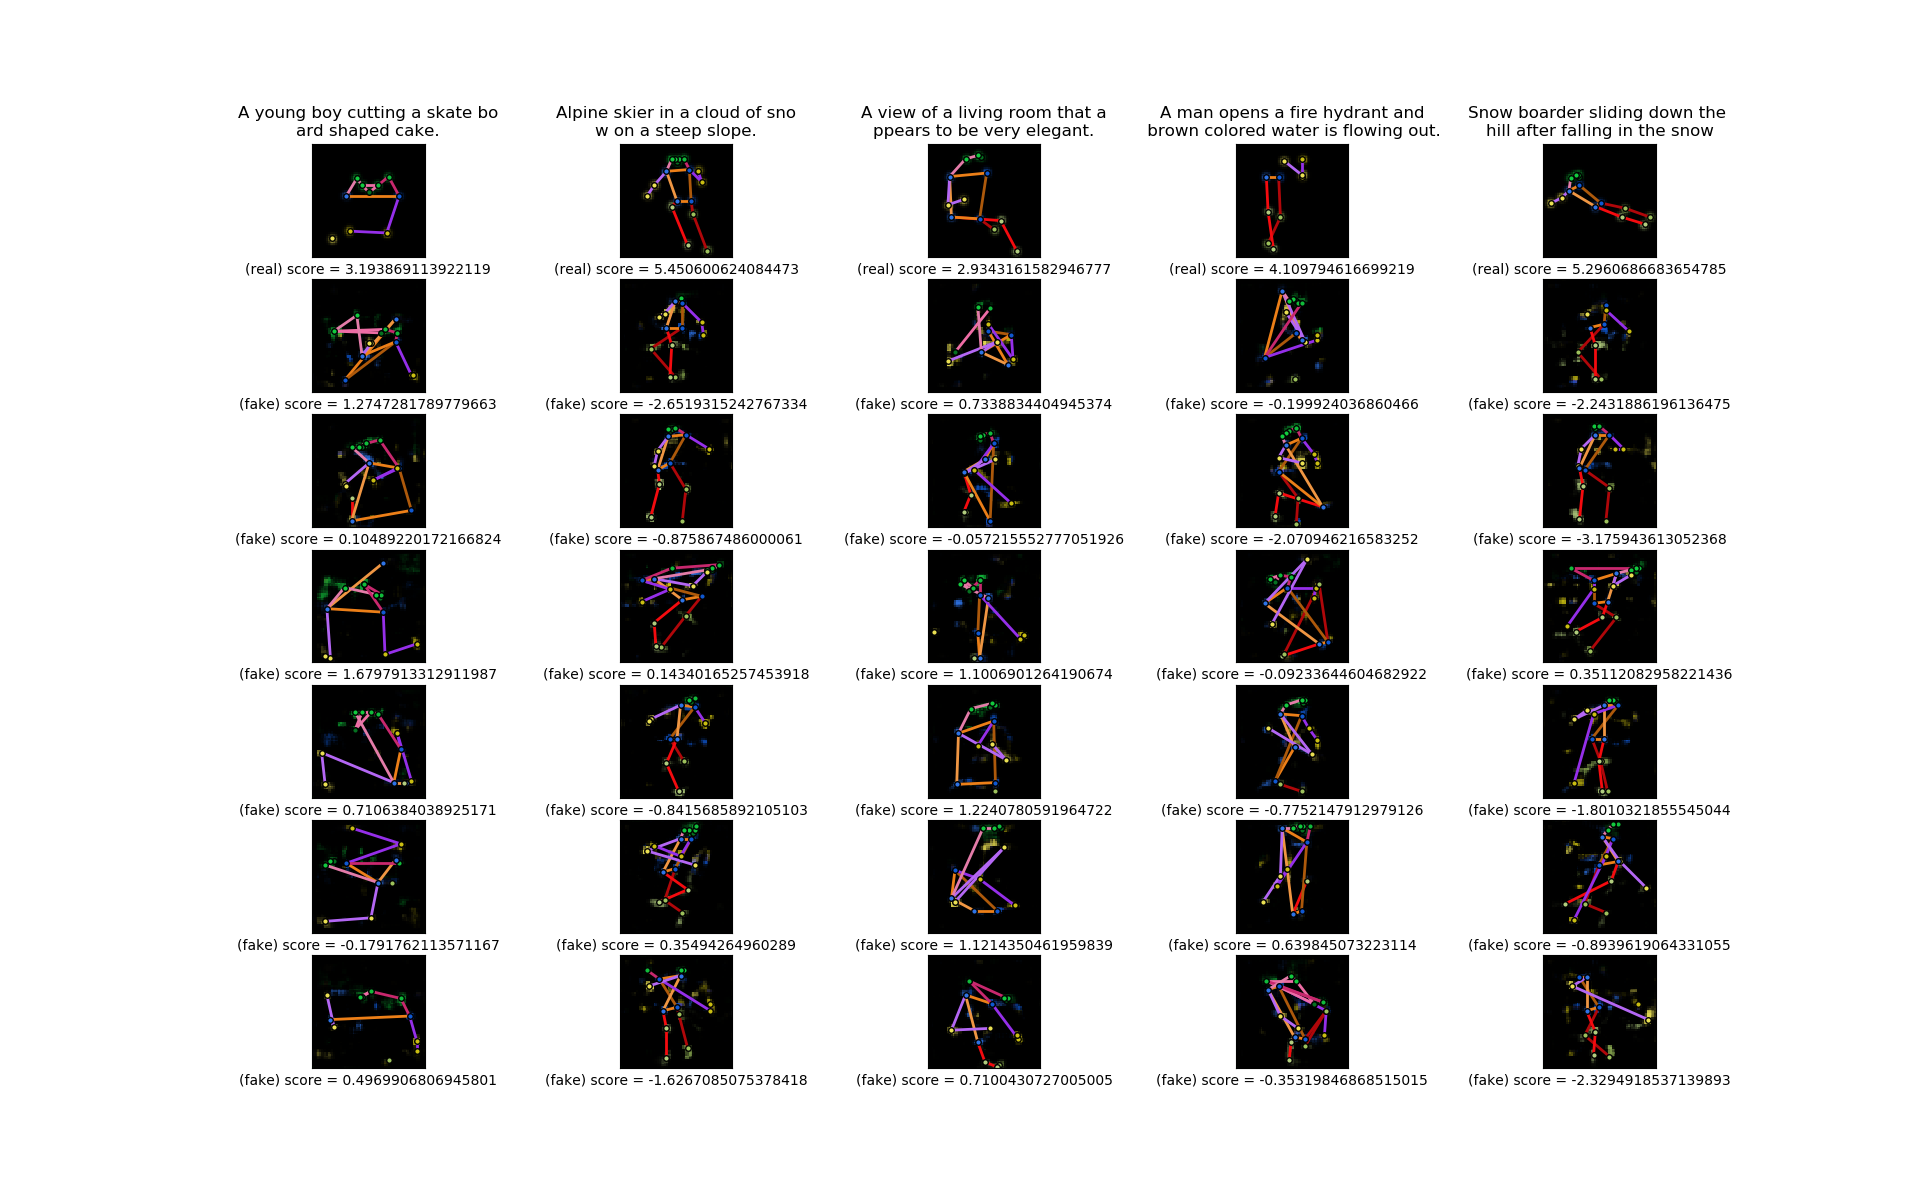 A young boy cutting a skate bo
ard shaped cake.
Alpine skier in a cloud of sno
w on a steep slope.
A view of a living room that a
ppears to be very elegant.
A man opens a fire hydrant and
brown colored water is flowing out.
Snow boarder sliding down the
hill after falling in the snow
(real) score = 3.193869113922119
(real) score = 5.450600624084473
(real) score = 2.9343161582946777
(real) score = 4.109794616699219
(real) score = 5.2960686683654785
(fake) score = 1.2747281789779663
(fake) score = -2.6519315242767334
(fake) score = 0.7338834404945374
(fake) score = -0.199924036860466
(fake) score = -2.2431886196136475
(fake) score = 0.10489220172166824
(fake) score = -0.875867486000061
(fake) score = -0.057215552777051926
(fake) score = -2.070946216583252
(fake) score = -3.175943613052368
(fake) score = 1.6797913312911987
(fake) score = 0.14340165257453918
(fake) score = 1.1006901264190674
(fake) score = -0.09233644604682922
(fake) score = 0.35112082958221436
(fake) score = 0.7106384038925171
(fake) score = -0.8415685892105103
(fake) score = 1.2240780591964722
(fake) score = -0.7752147912979126
(fake) score = -1.8010321855545044
(fake) score = -0.1791762113571167
(fake) score = 0.35494264960289
(fake) score = 1.1214350461959839
(fake) score = 0.639845073223114
(fake) score = -0.8939619064331055
(fake) score = 0.4969906806945801
(fake) score = -1.6267085075378418
(fake) score = 0.7100430727005005
(fake) score = -0.35319846868515015
(fake) score = -2.3294918537139893